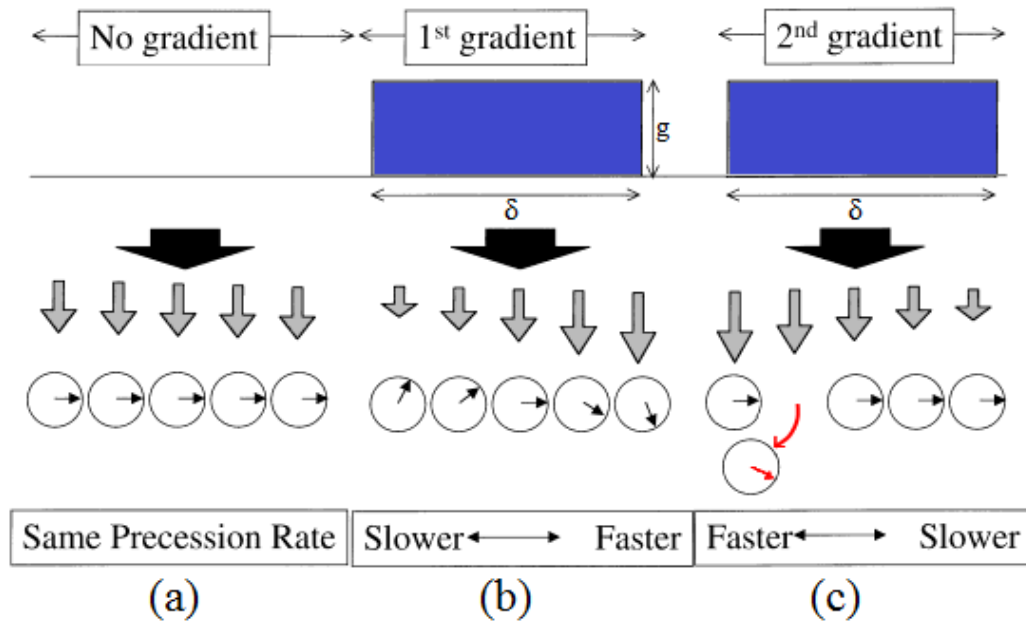 No gradient
1st gradient
2nd gradient
g
δ
δ
Same Precession Rate
Slower Faster
Faster Slower
(a)
(b)
(c)